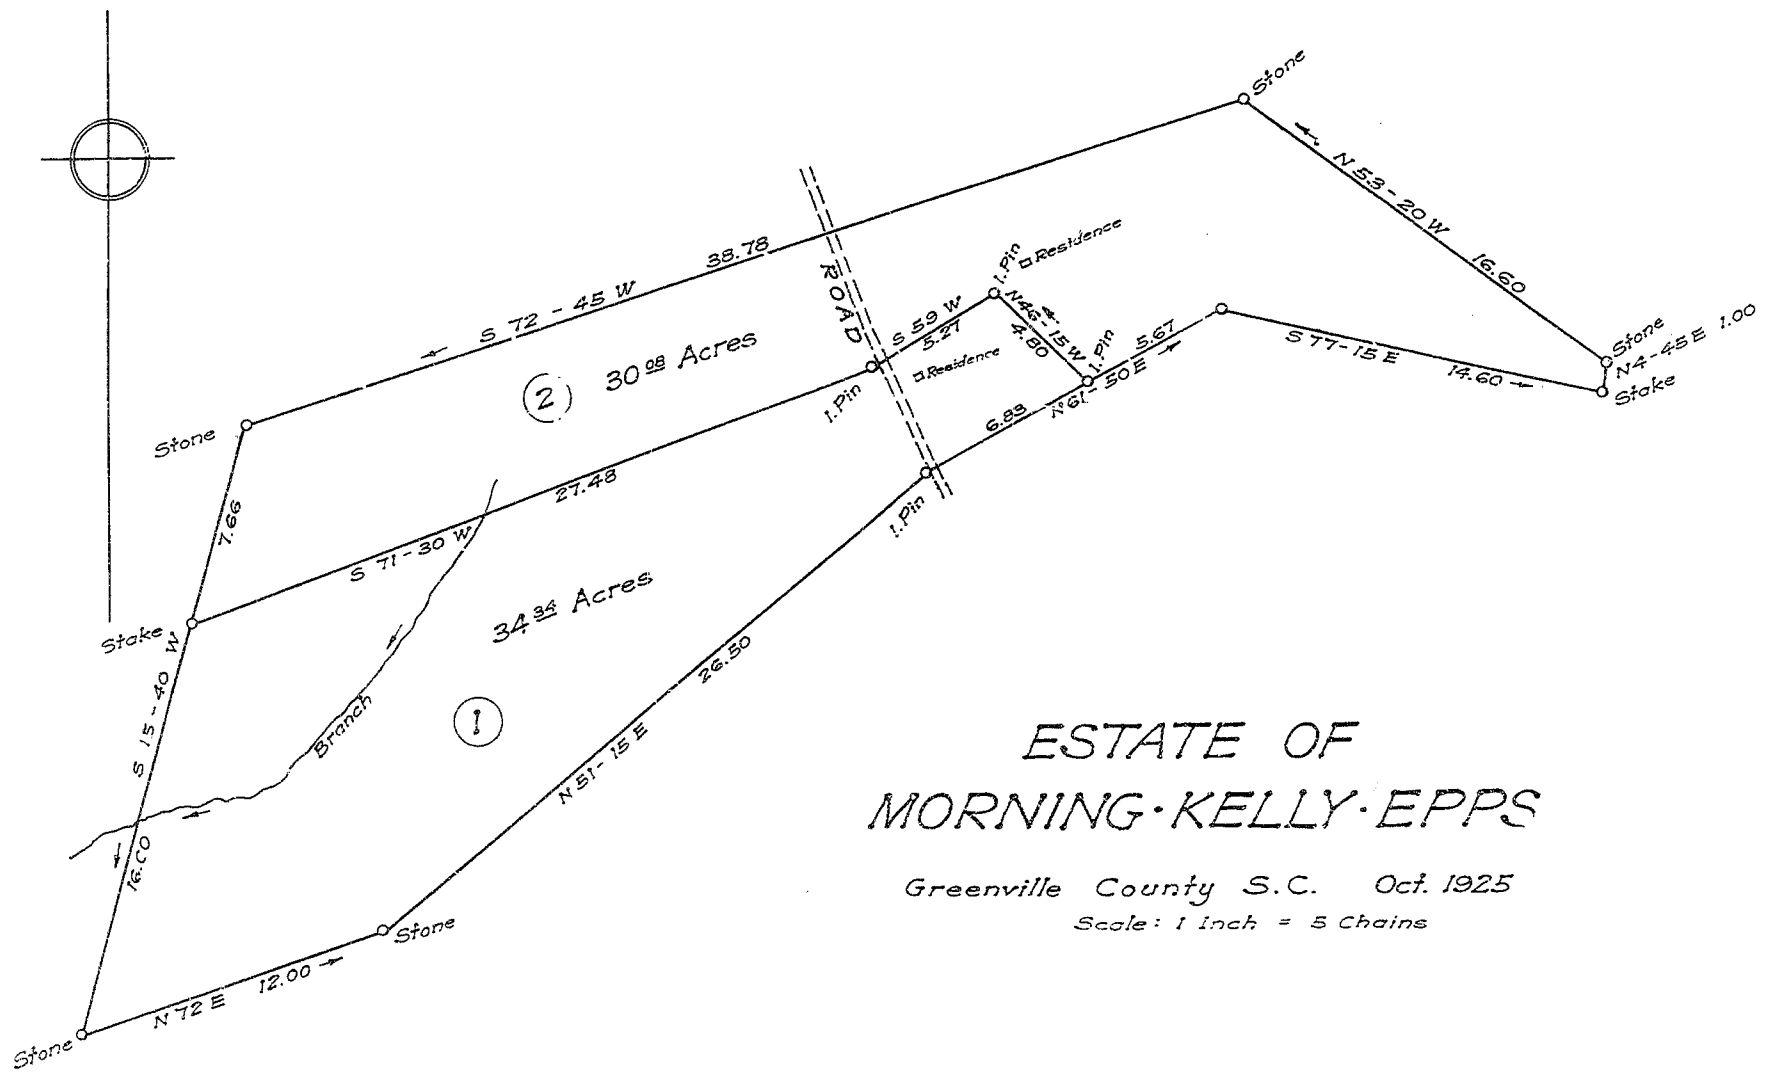 Stone
N 53 - 20 W
16.60
Stone
N 4 - 45 E 1.00
Stake
S 77 - 15 E
14.60
5.67
N 61 - 50 E
6.83
I. Pin
N 46 - 15 W
4.80
I. Pin
Residence
S 59 W
5.27
Residence
ROAD
38.78
S 72 - 45 W
2
30 08 Acres
I. Pin
Stone
7.66
27.48
S 71 - 30 W
Stake
S 15 - 40 W
16.00
34 34 Acres
1
Branch
I. Pin
26.50
N 51 - 15 E
Stone
12.00
N 72 E
Stone
ESTATE OF
MORNING · KELLY · EPPS
Greenville County S.C. Oct. 1925
Scale: 1 Inch = 5 Chains